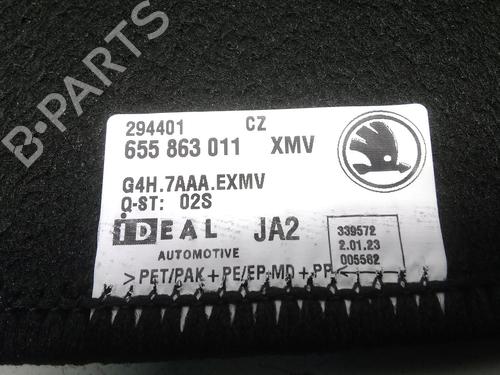 B-PARTS
294401 CZ
655 863 011 XMV
G4H.7AAA.EXMV
Q-ST: 02S
iDEAL JA2
AUTOMOTIVE
>PET/PAK+PE/EP-MD+PP<
339572
2.01.23
005562